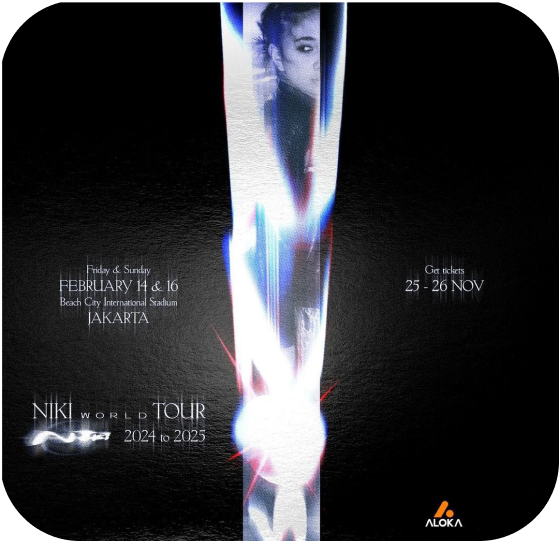 Friday & Sunday
FEBRUARY 14 & 16
Beach City International Stadium
JAKARTA
Get tickets
25 - 26 NOV
NIKI WORLD TOUR
2024 to 2025
ALOKA